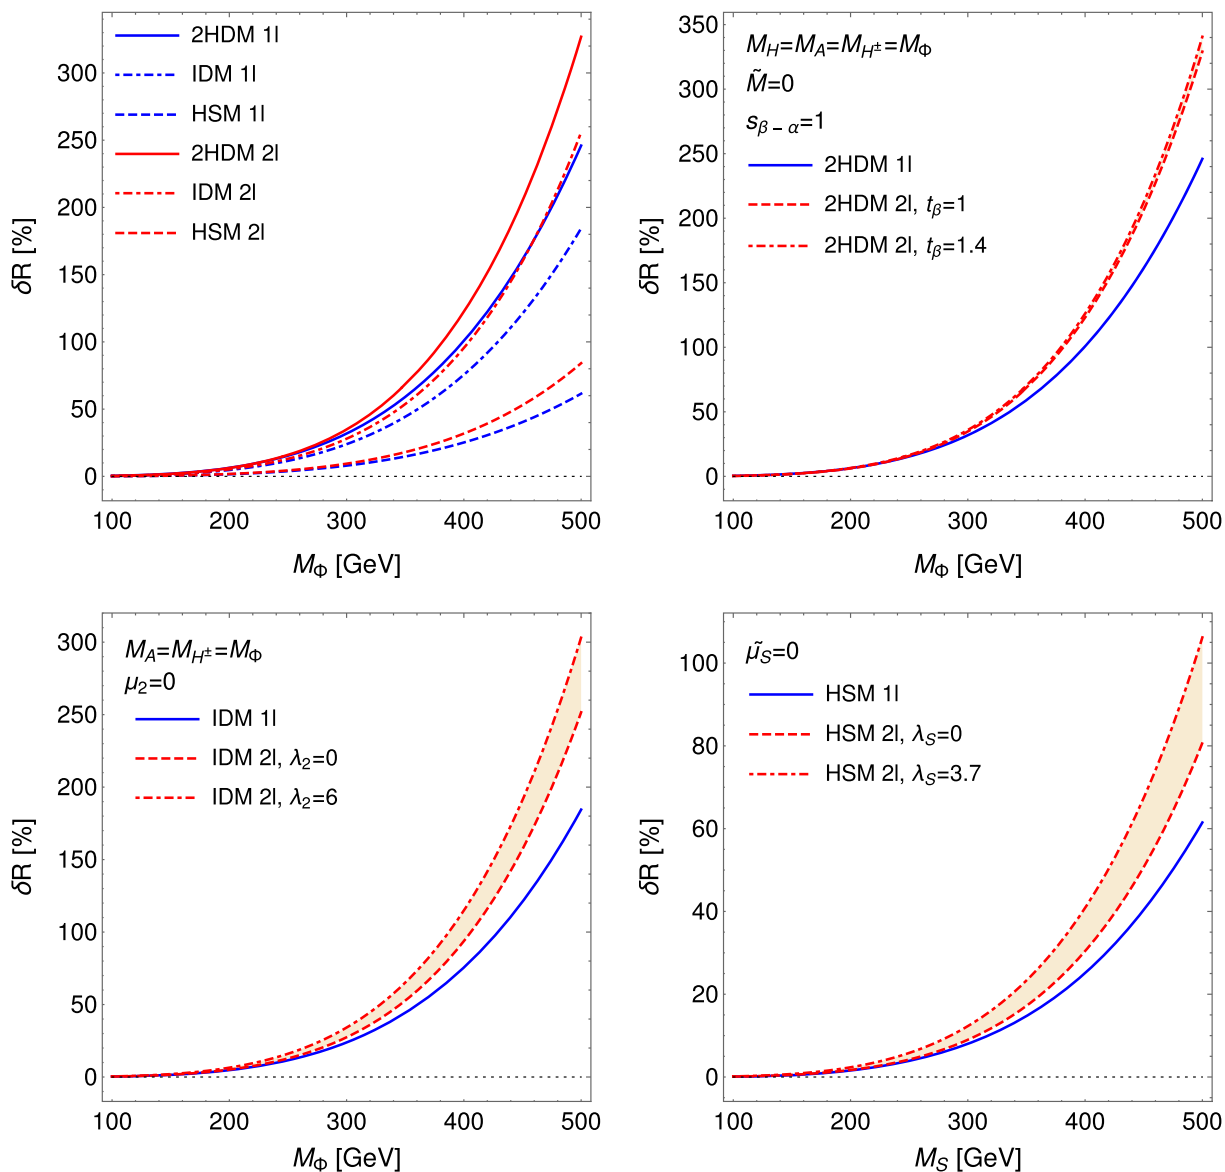 2HDM 1l
IDM 1l
HSM 1l
2HDM 2l
IDM 2l
HSM 2l
δR [%]
300
250
200
150
100
50
0
100 200 300 400 500
M_Φ [GeV]
M_H=M_A=M_{H^±}=M_Φ
M̃=0
s_{β−α}=1
2HDM 1l
2HDM 2l, t_β=1
2HDM 2l, t_β=1.4
δR [%]
350
300
250
200
150
100
50
0
100 200 300 400 500
M_Φ [GeV]
M_A=M_{H^±}=M_Φ
μ_2=0
IDM 1l
IDM 2l, λ_2=0
IDM 2l, λ_2=6
δR [%]
300
250
200
150
100
50
0
100 200 300 400 500
M_Φ [GeV]
μ̃_S=0
HSM 1l
HSM 2l, λ_S=0
HSM 2l, λ_S=3.7
δR [%]
100
80
60
40
20
0
100 200 300 400 500
M_S [GeV]